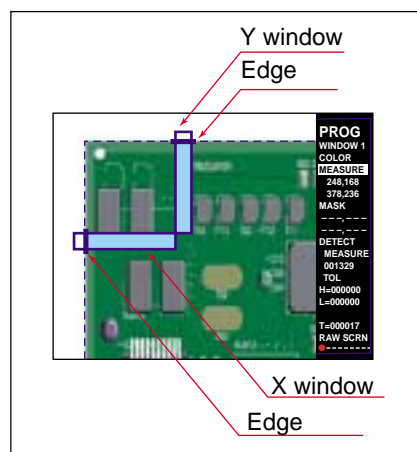 Y window
Edge
PROG
WINDOW 1
COLOR
MEASURE
248,168
378,236
MASK
– – – , – – –
– – – , – – –
DETECT
MEASURE
001329
TOL
H=000000
L=000000
T=000017
RAW SCRN
X window
Edge